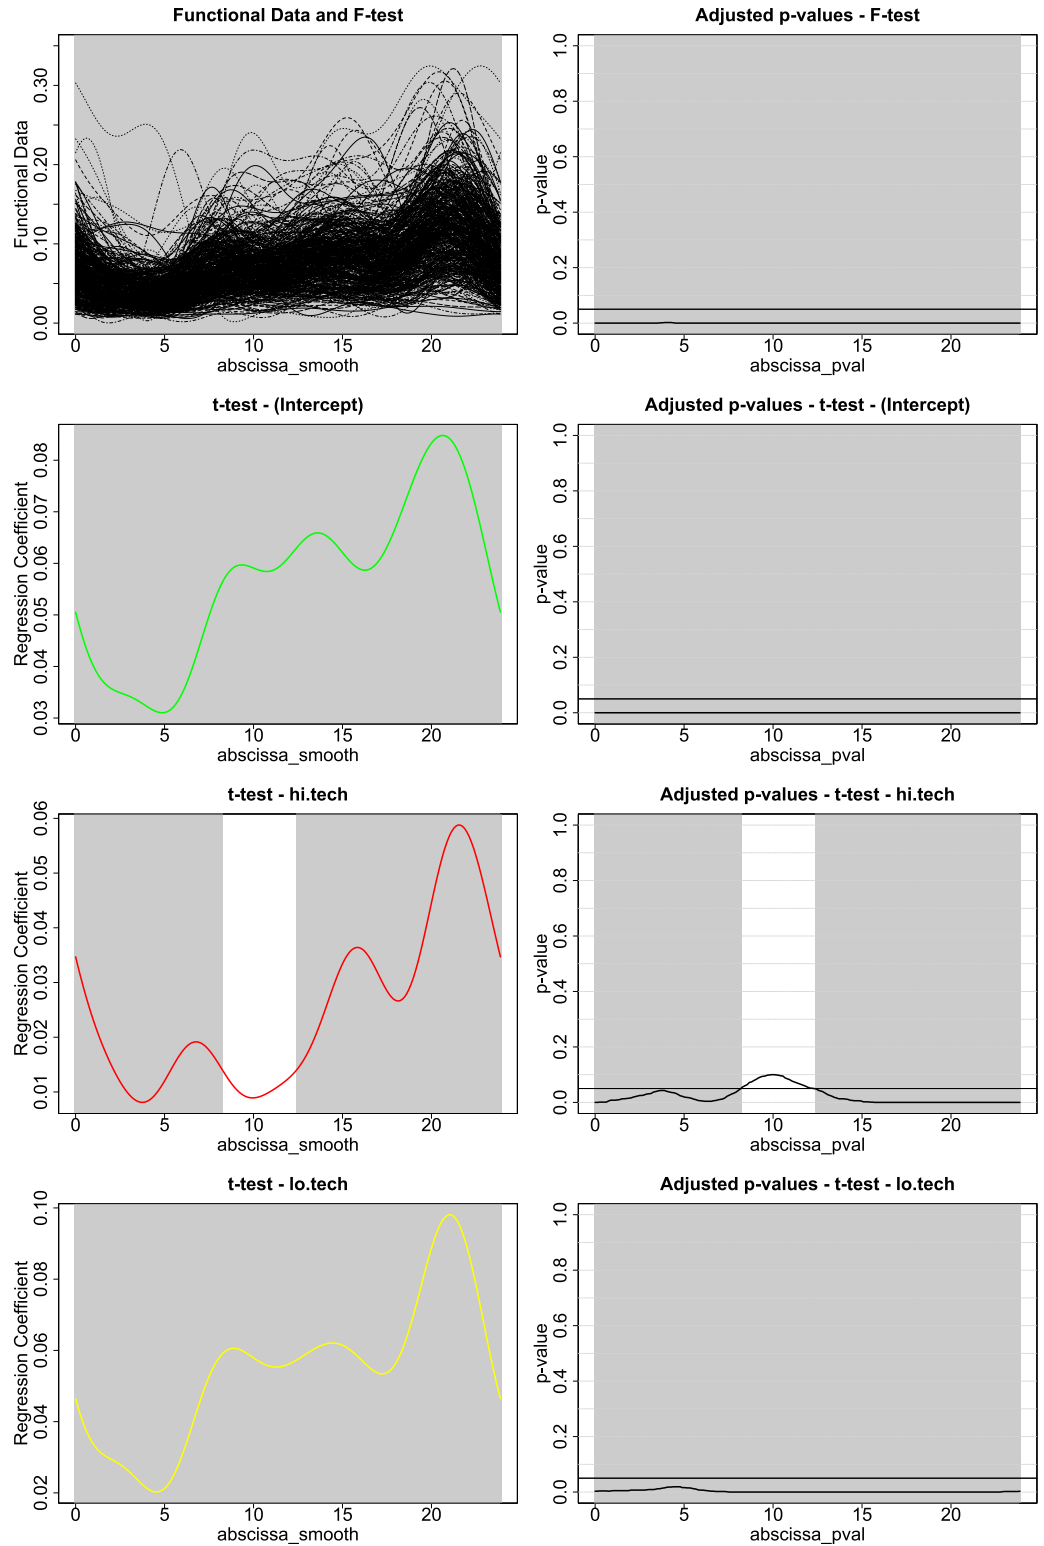 Functional Data and F-test
Functional Data
0.00 0.10 0.20 0.30
0 5 10 15 20
abscissa_smooth
Adjusted p-values - F-test
p-value
0.0 0.2 0.4 0.6 0.8 1.0
0 5 10 15 20
abscissa_pval
t-test - (Intercept)
Regression Coefficient
0.03 0.04 0.05 0.06 0.07 0.08
0 5 10 15 20
abscissa_smooth
Adjusted p-values - t-test - (Intercept)
p-value
0.0 0.2 0.4 0.6 0.8 1.0
0 5 10 15 20
abscissa_pval
t-test - hi.tech
Regression Coefficient
0.01 0.02 0.03 0.04 0.05 0.06
0 5 10 15 20
abscissa_smooth
Adjusted p-values - t-test - hi.tech
p-value
0.0 0.2 0.4 0.6 0.8 1.0
0 5 10 15 20
abscissa_pval
t-test - lo.tech
Regression Coefficient
0.02 0.04 0.06 0.08 0.10
0 5 10 15 20
abscissa_smooth
Adjusted p-values - t-test - lo.tech
p-value
0.0 0.2 0.4 0.6 0.8 1.0
0 5 10 15 20
abscissa_pval